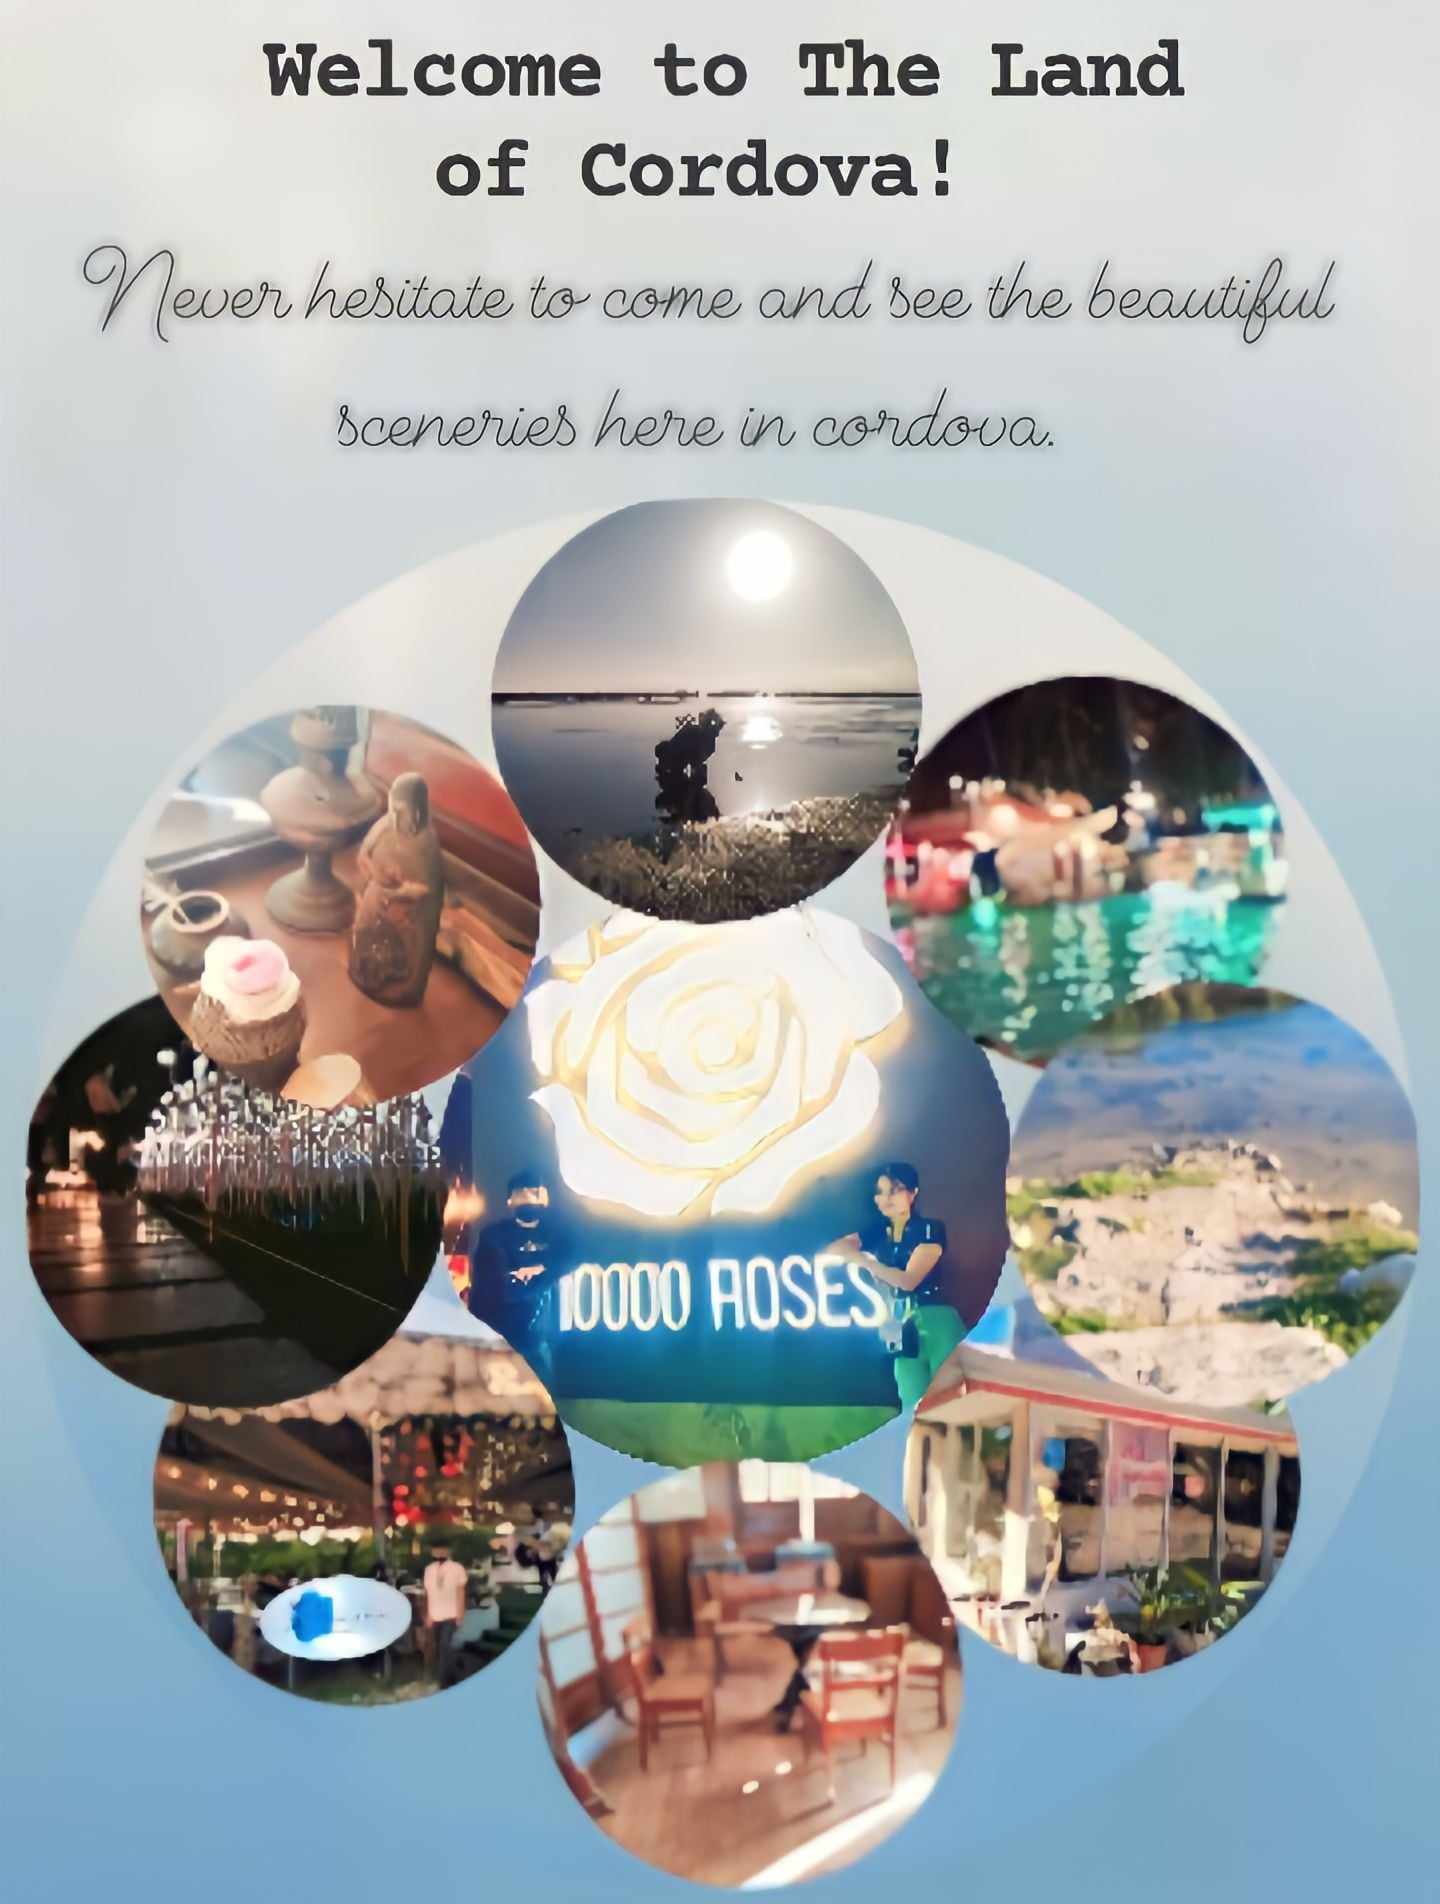 Welcome to The Land
of Cordova!
Never hesitate to come and see the beautiful
sceneries here in cordova.
10000 ROSES